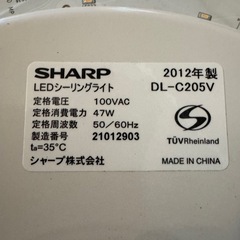 SHARP 2012年製
LEDシーリングライト DL-C205V
定格電圧 100VAC
定格消費電力 47W
定格周波数 50/60Hz
製造番号 21012903
ta=35℃
シャープ株式会社
PS
E
TÜVRheinland
MADE IN CHINA